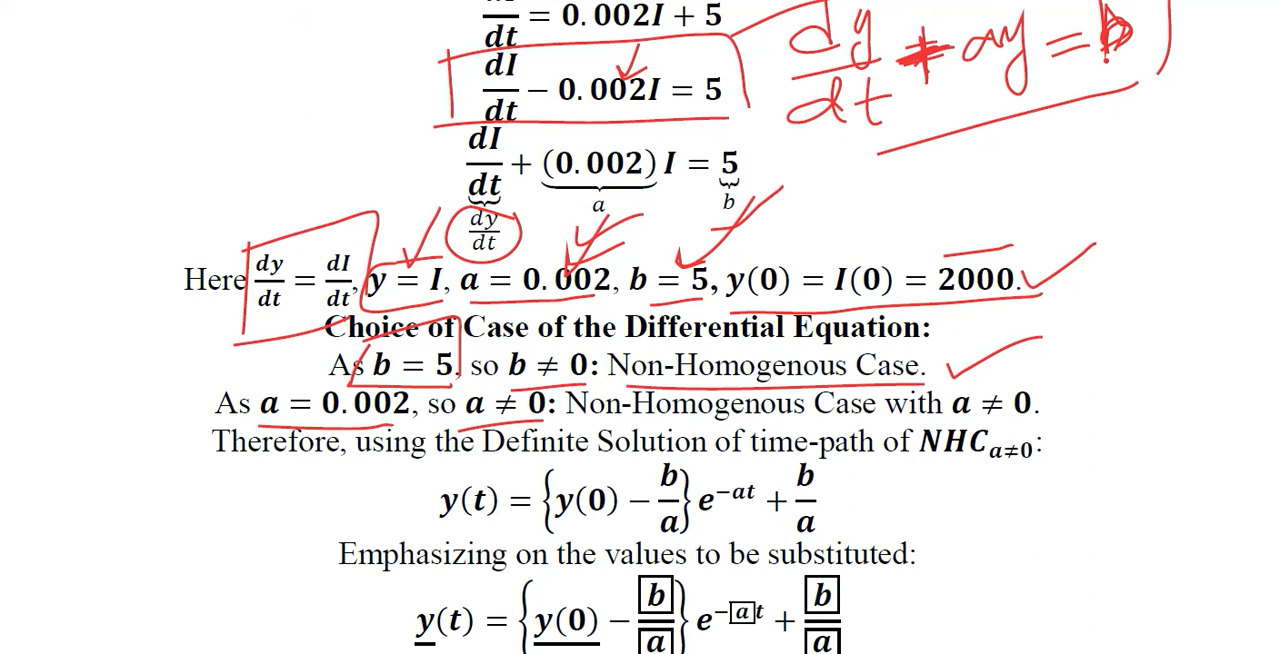 dI/dt = 0.002I + 5
dy/dt + ay = b
dI/dt − 0.002I = 5
dI/dt + (0.002) I = 5
dy/dt a b
Here dy/dt = dI/dt, y = I, a = 0.002, b = 5, y(0) = I(0) = 2000.
Choice of Case of the Differential Equation:
As b = 5, so b ≠ 0: Non-Homogenous Case.
As a = 0.002, so a ≠ 0: Non-Homogenous Case with a ≠ 0.
Therefore, using the Definite Solution of time-path of NHC_{a≠0}:
y(t) = {y(0) − b/a} e^{−at} + b/a
Emphasizing on the values to be substituted:
y(t) = {y(0) − b/a} e^{−at} + b/a